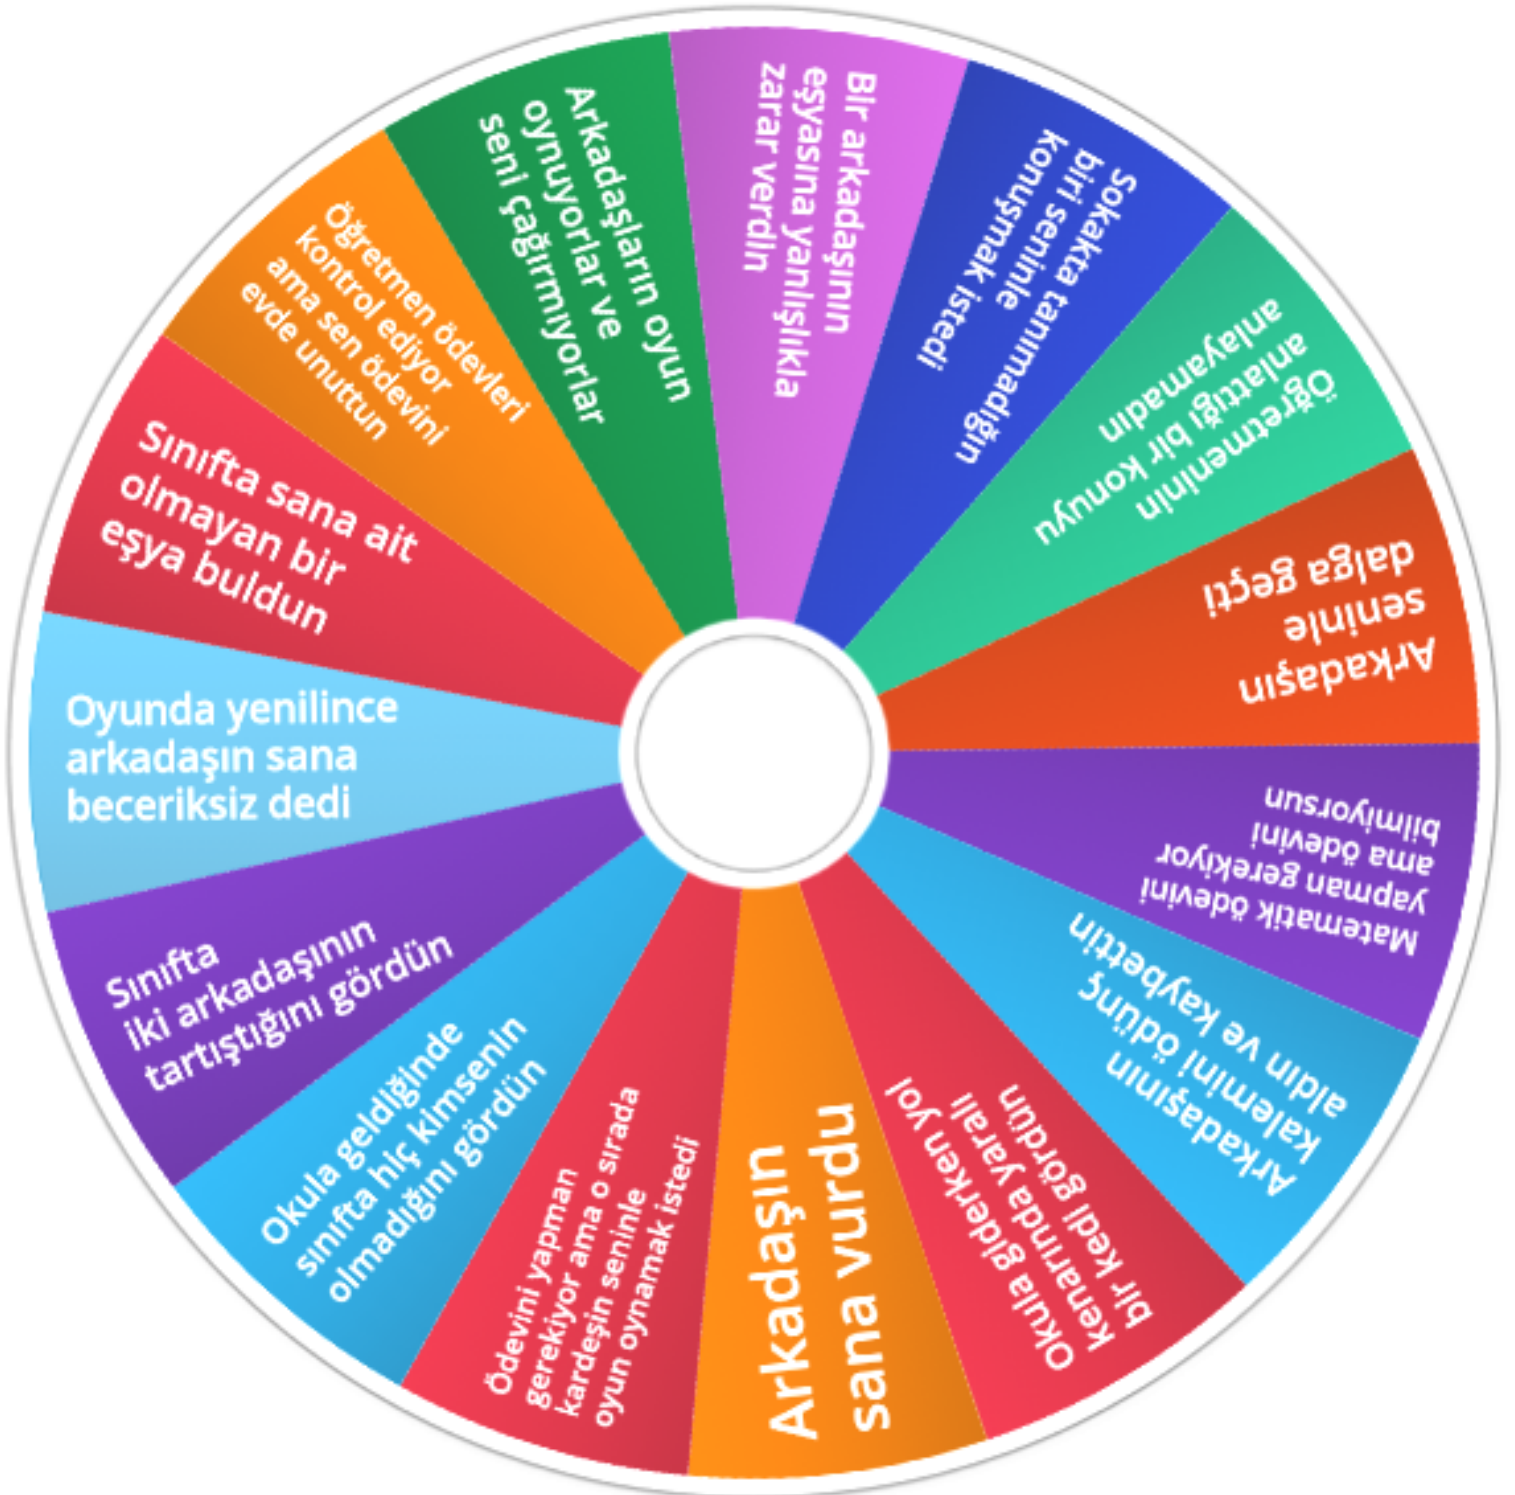 Bir arkadaşının
eşyasına yanlışlıkla
zarar verdin
Sokakta tanımadığın
biri seninle
konuşmak istedi
Öğretmeninin
anlattığı bir konuyu
anlayamadın
Arkadaşın
seninle
dalga geçti
Matematik ödevini
yapman gerekiyor
ama ödevini
bilmiyorsun
Arkadaşının
kalemini ödünç
aldın ve kaybettin
Okula giderken yol
kenarında yaralı
bir kedi gördün
Arkadaşın
sana vurdu
Ödevini yapman
gerekiyor ama o sırada
kardeşin seninle
oyun oynamak istedi
Okula geldiğinde
sınıfta hiç kimsenin
olmadığını gördün
Sınıfta
iki arkadaşının
tartıştığını gördün
Oyunda yenilince
arkadaşın sana
beceriksiz dedi
Sınıfta sana ait
olmayan bir
eşya buldun
Öğretmen ödevleri
kontrol ediyor
ama sen ödevini
evde unuttun
Arkadaşların oyun
oynuyorlar ve
seni çağırmıyorlar